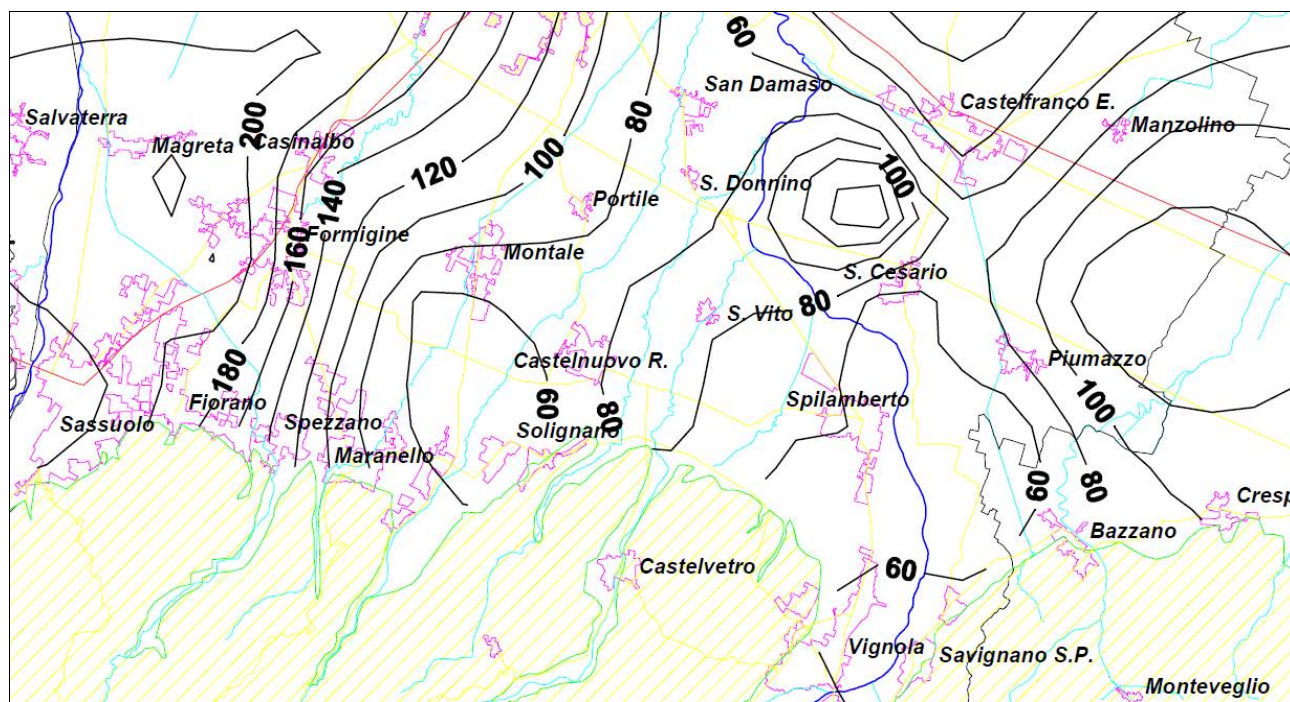 60
San Damaso
80
Castelfranco E.
Salvaterra
200
Magreta
Casinalbo
Manzolino
120
100
100
140
S. Donnino
Portile
160
Formigine
Montale
S. Cesario
80
S. Vito
180
Castelnuovo R.
Piumazzo
60
80
100
Fiorano
Spezzano
Spilamberto
Sassuolo
Solignano
Maranello
60
80
Cresp
Bazzano
Castelvetro
60
Vignola
Savignano S.P.
Monteveglio